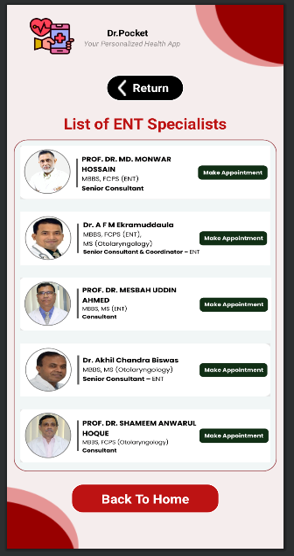 Dr.Pocket
Your Personalized Health App
Return
List of ENT Specialists
PROF. DR. MD. MONWAR
HOSSAIN
MBBS, FCPS (ENT)
Senior Consultant
Make Appointment
Dr. A F M Ekramuddaula
MBBS, FCPS (ENT),
MS (Otolaryngology)
Senior Consultant & Coordinator – ENT
Make Appointment
PROF. DR. MESBAH UDDIN
AHMED
MBBS, MS (ENT)
Consultant
Make Appointment
Dr. Akhil Chandra Biswas
MBBS, MS (Otolaryngology)
Senior Consultant – ENT
Make Appointment
PROF. DR. SHAMEEM ANWARUL
HOQUE
MBBS, FCPS (Otolaryngology)
Consultant
Make Appointment
Back To Home